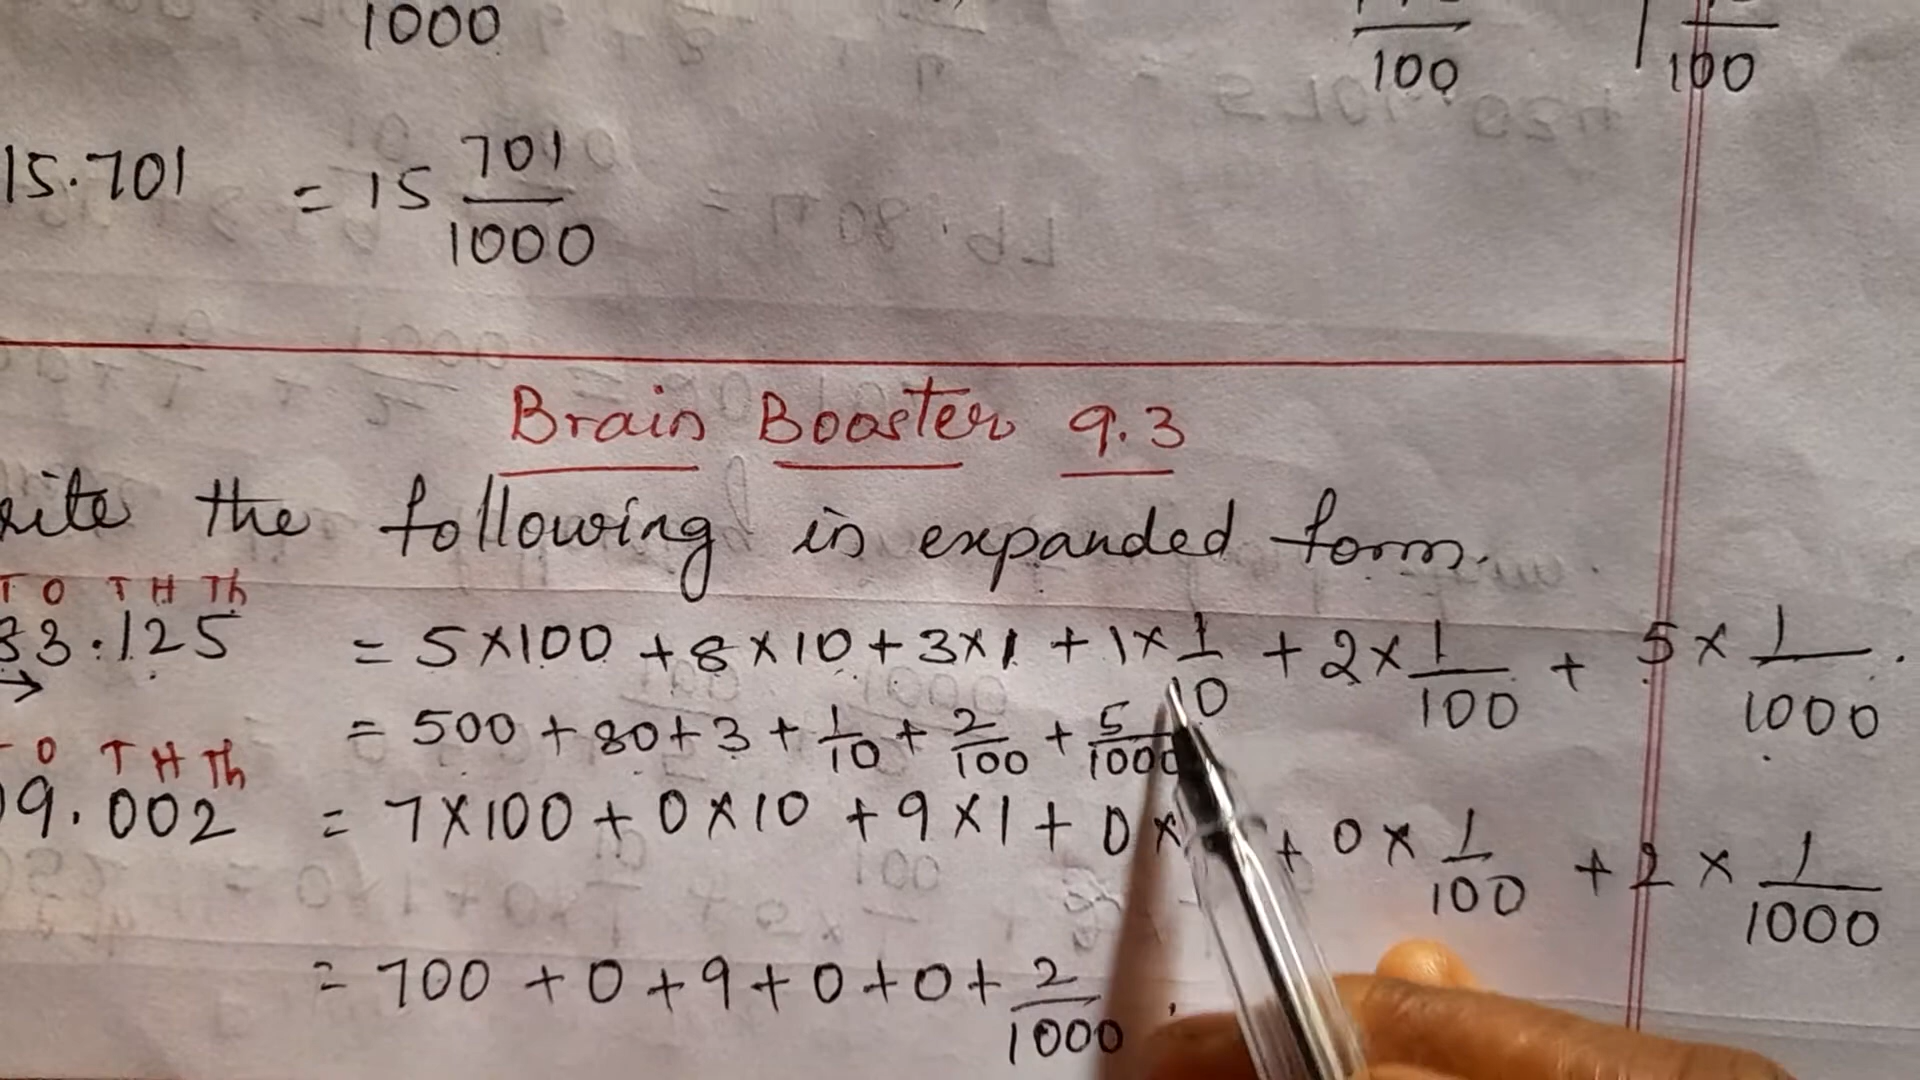 1000
100
100
15.701 = 15 701/1000
Brain Booster 9.3
the following in expanded form.
T O T H Th
83.125 = 5×100 + 8×10 + 3×1 + 1×1/10 + 2×1/100 + 5×1/1000.
= 500 + 80 + 3 + 1/10 + 2/100 + 5/1000
O T H Th
09.002 = 7×100 + 0×10 + 9×1 + 0× + 0×1/100 + 2×1/1000
= 700 + 0 + 9 + 0 + 0 + 2/1000